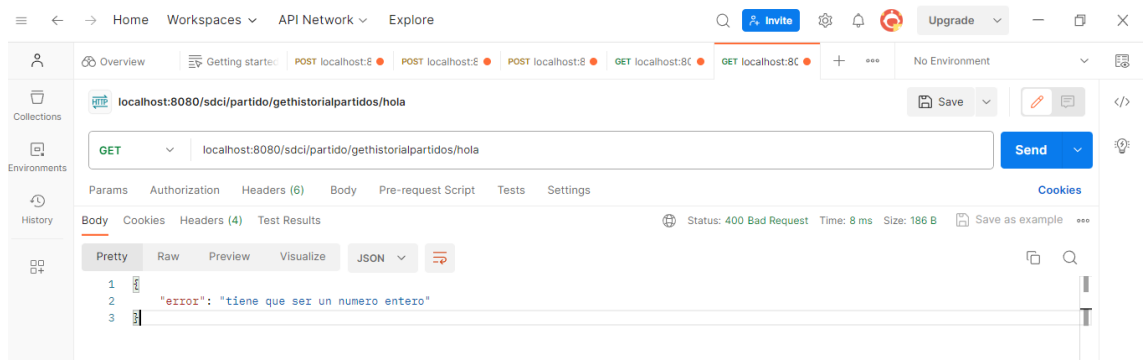 Home Workspaces API Network Explore Invite Upgrade
Overview Getting started POST localhost:8 POST localhost:8 POST localhost:8 GET localhost:80 GET localhost:80 No Environment
HTTP localhost:8080/sdci/partido/gethistorialpartidos/hola Save
Collections
GET localhost:8080/sdci/partido/gethistorialpartidos/hola Send
Environments
Params Authorization Headers (6) Body Pre-request Script Tests Settings Cookies
History
Body Cookies Headers (4) Test Results Status: 400 Bad Request Time: 8 ms Size: 186 B Save as example
Pretty Raw Preview Visualize JSON
1 {
2 "error": "tiene que ser un numero entero"
3 }